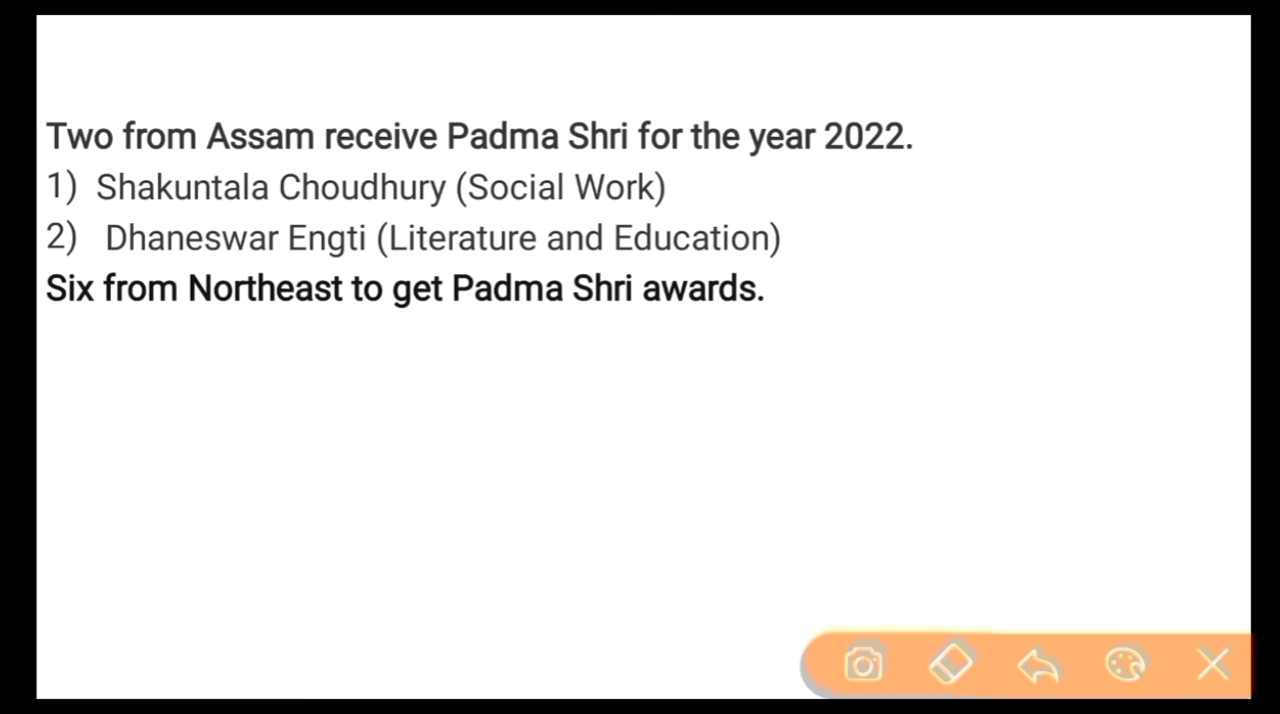 Two from Assam receive Padma Shri for the year 2022.
1) Shakuntala Choudhury (Social Work)
2) Dhaneswar Engti (Literature and Education)
Six from Northeast to get Padma Shri awards.